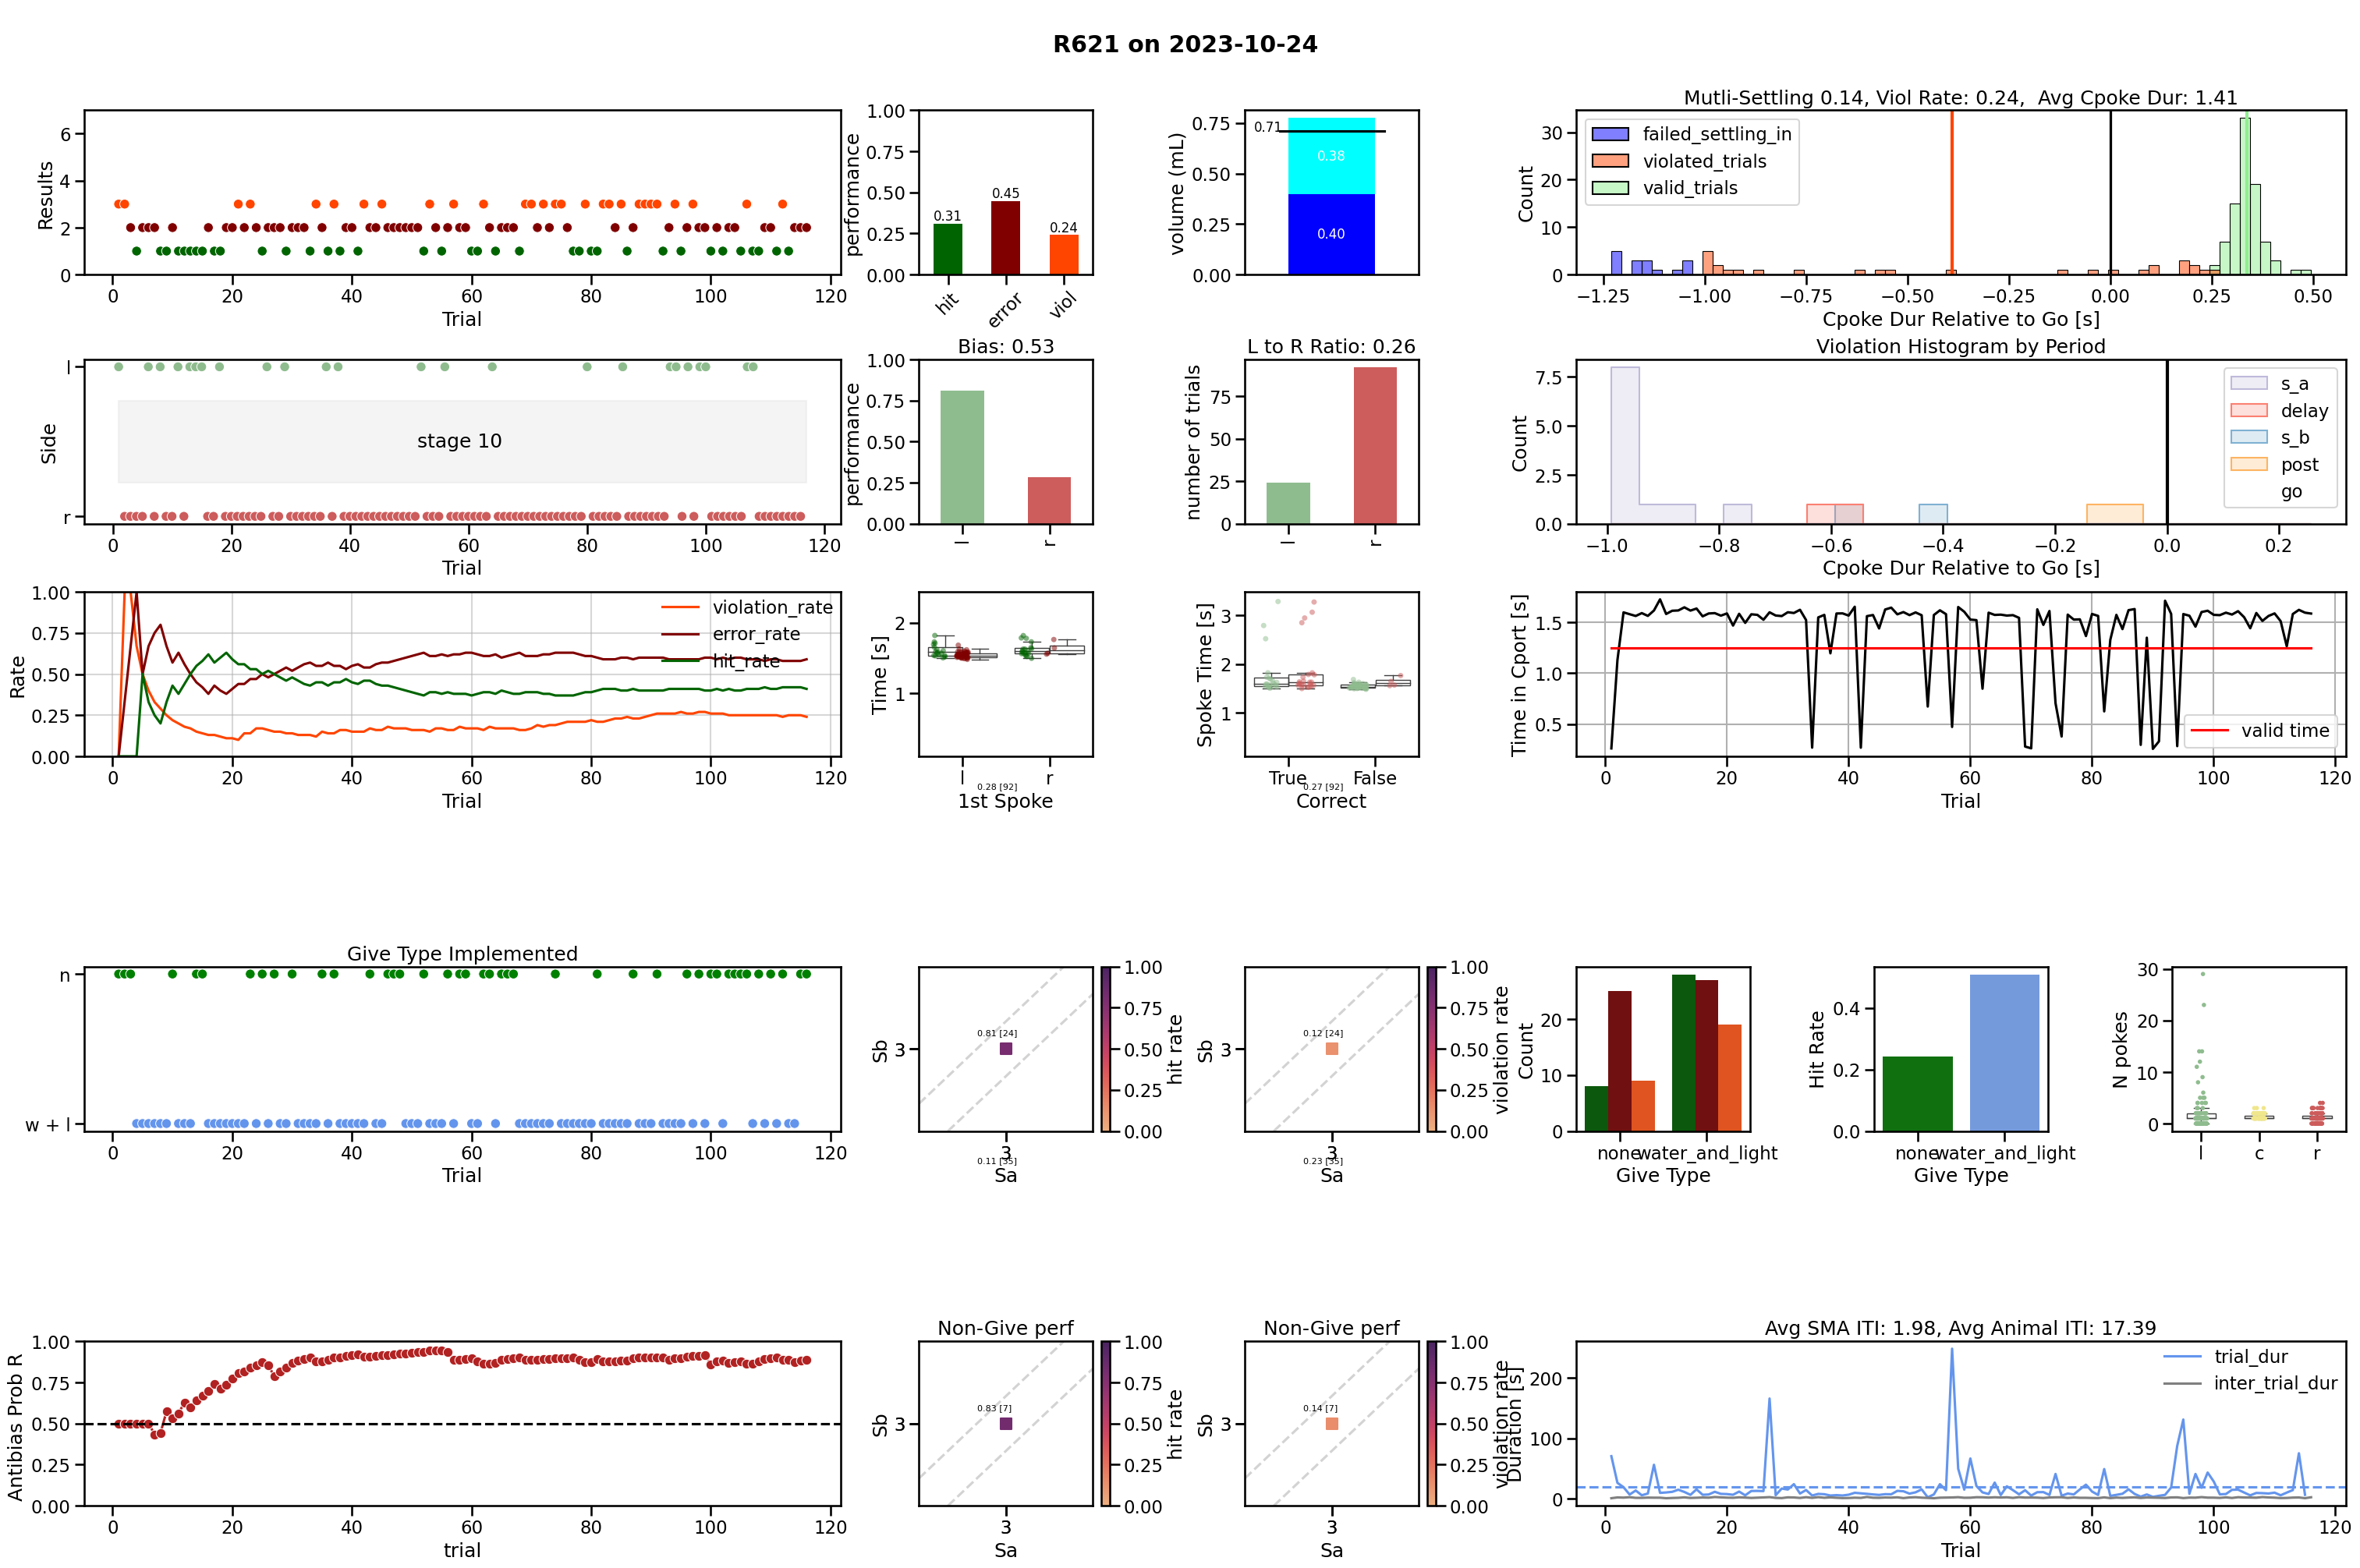 R621 on 2023-10-24
Results
6
4
2
0
0 20 40 60 80 100 120
Trial
performance
1.00
0.75
0.50
0.25
0.00
0.31
0.45
0.24
hit error viol
volume (mL)
0.75
0.50
0.25
0.00
0.71
0.38
0.40
Mutli-Settling 0.14, Viol Rate: 0.24,  Avg Cpoke Dur: 1.41
Count
30
20
10
0
failed_settling_in
violated_trials
valid_trials
−1.25 −1.00 −0.75 −0.50 −0.25 0.00 0.25 0.50
Cpoke Dur Relative to Go [s]
Side
l
r
stage 10
0 20 40 60 80 100 120
Trial
Bias: 0.53
performance
1.00
0.75
0.50
0.25
0.00
l r
L to R Ratio: 0.26
number of trials
75
50
25
0
l r
Violation Histogram by Period
Count
7.5
5.0
2.5
0.0
s_a
delay
s_b
post
go
−1.0 −0.8 −0.6 −0.4 −0.2 0.0 0.2
Cpoke Dur Relative to Go [s]
Rate
1.00
0.75
0.50
0.25
0.00
violation_rate
error_rate
hit_rate
0 20 40 60 80 100 120
Trial
Time [s]
2
1
l r
0.28 [92]
1st Spoke
Spoke Time [s]
3
2
1
True False
0.27 [92]
Correct
Time in Cport [s]
1.5
1.0
0.5
valid time
0 20 40 60 80 100 120
Trial
Give Type Implemented
n
w + l
0 20 40 60 80 100 120
Trial
Sb
3
0.81 [24]
3
0.11 [35]
Sa
1.00
0.75
0.50
0.25
0.00
hit rate
Sb
3
0.12 [24]
3
0.23 [35]
Sa
1.00
0.75
0.50
0.25
0.00
violation rate
Count
20
10
0
none water_and_light
Give Type
Hit Rate
0.4
0.2
0.0
none water_and_light
Give Type
N pokes
30
20
10
0
l c r
Antibias Prob R
1.00
0.75
0.50
0.25
0.00
0 20 40 60 80 100 120
trial
Non-Give perf
Sb
3
0.83 [7]
3
Sa
1.00
0.75
0.50
0.25
0.00
hit rate
Non-Give perf
Sb
3
0.14 [7]
3
Sa
1.00
0.75
0.50
0.25
0.00
violation rate
Avg SMA ITI: 1.98, Avg Animal ITI: 17.39
Duration [s]
200
100
0
trial_dur
inter_trial_dur
0 20 40 60 80 100 120
Trial